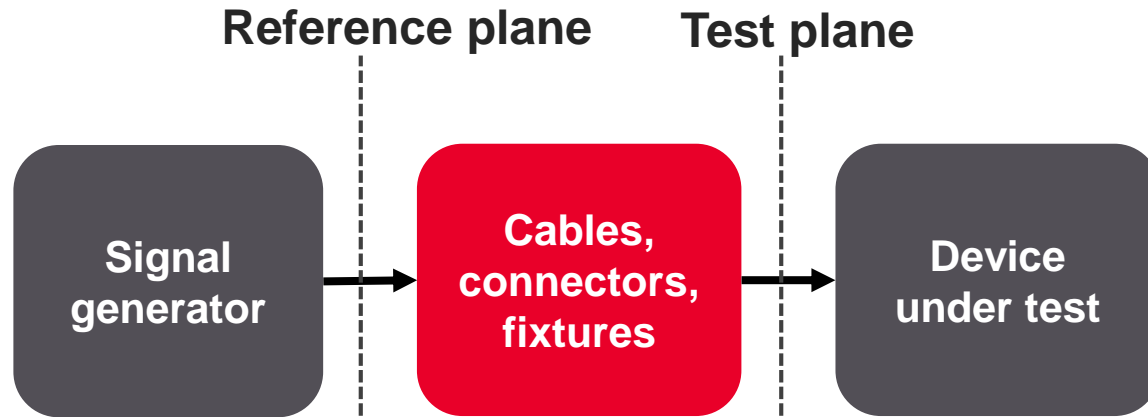 Reference plane
Test plane
Signal
generator
Cables,
connectors,
fixtures
Device
under test